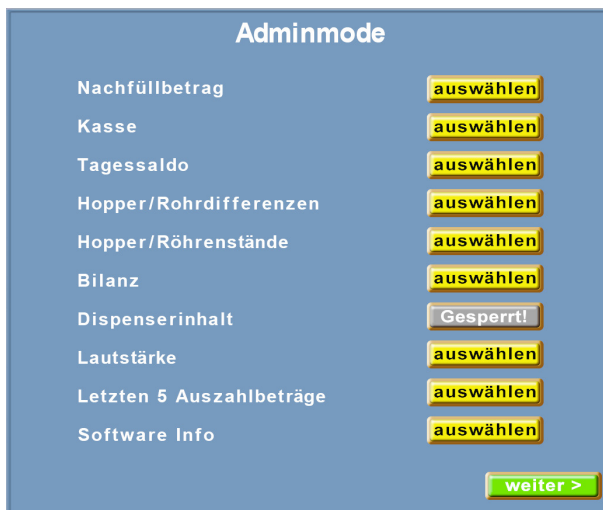 Adminmode
Nachfüllbetrag auswählen
Kasse auswählen
Tagessaldo auswählen
Hopper/Rohrdifferenzen auswählen
Hopper/Röhrenstände auswählen
Bilanz auswählen
Dispenserinhalt Gesperrt!
Lautstärke auswählen
Letzten 5 Auszahlbeträge auswählen
Software Info auswählen
weiter >